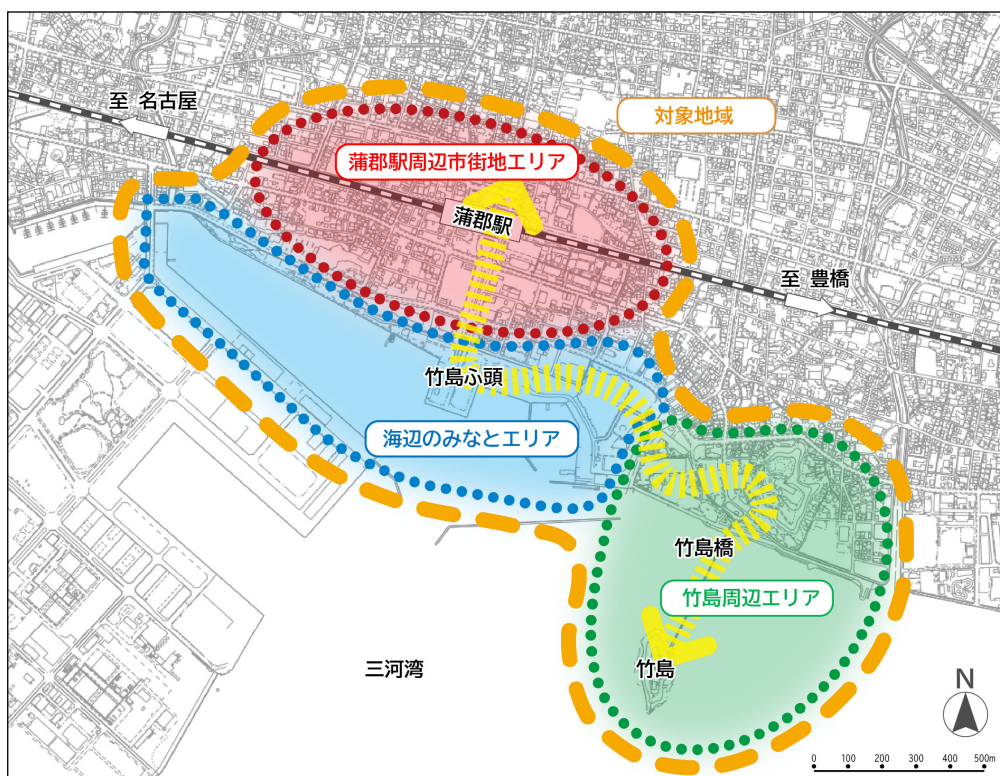 至 名古屋
対象地域
蒲郡駅周辺市街地エリア
蒲郡駅
至 豊橋
竹島ふ頭
海辺のみなとエリア
竹島橋
竹島周辺エリア
竹島
三河湾
N
0 100 200 300 400 500m